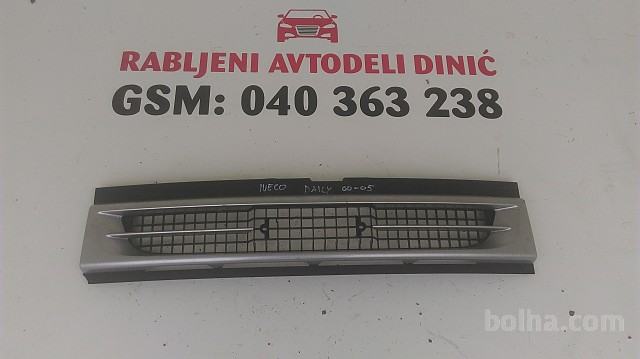 RABLJENI AVTODELI DINIĆ
GSM: 040 363 238
IVECO DAILY 00-05
bolha.com